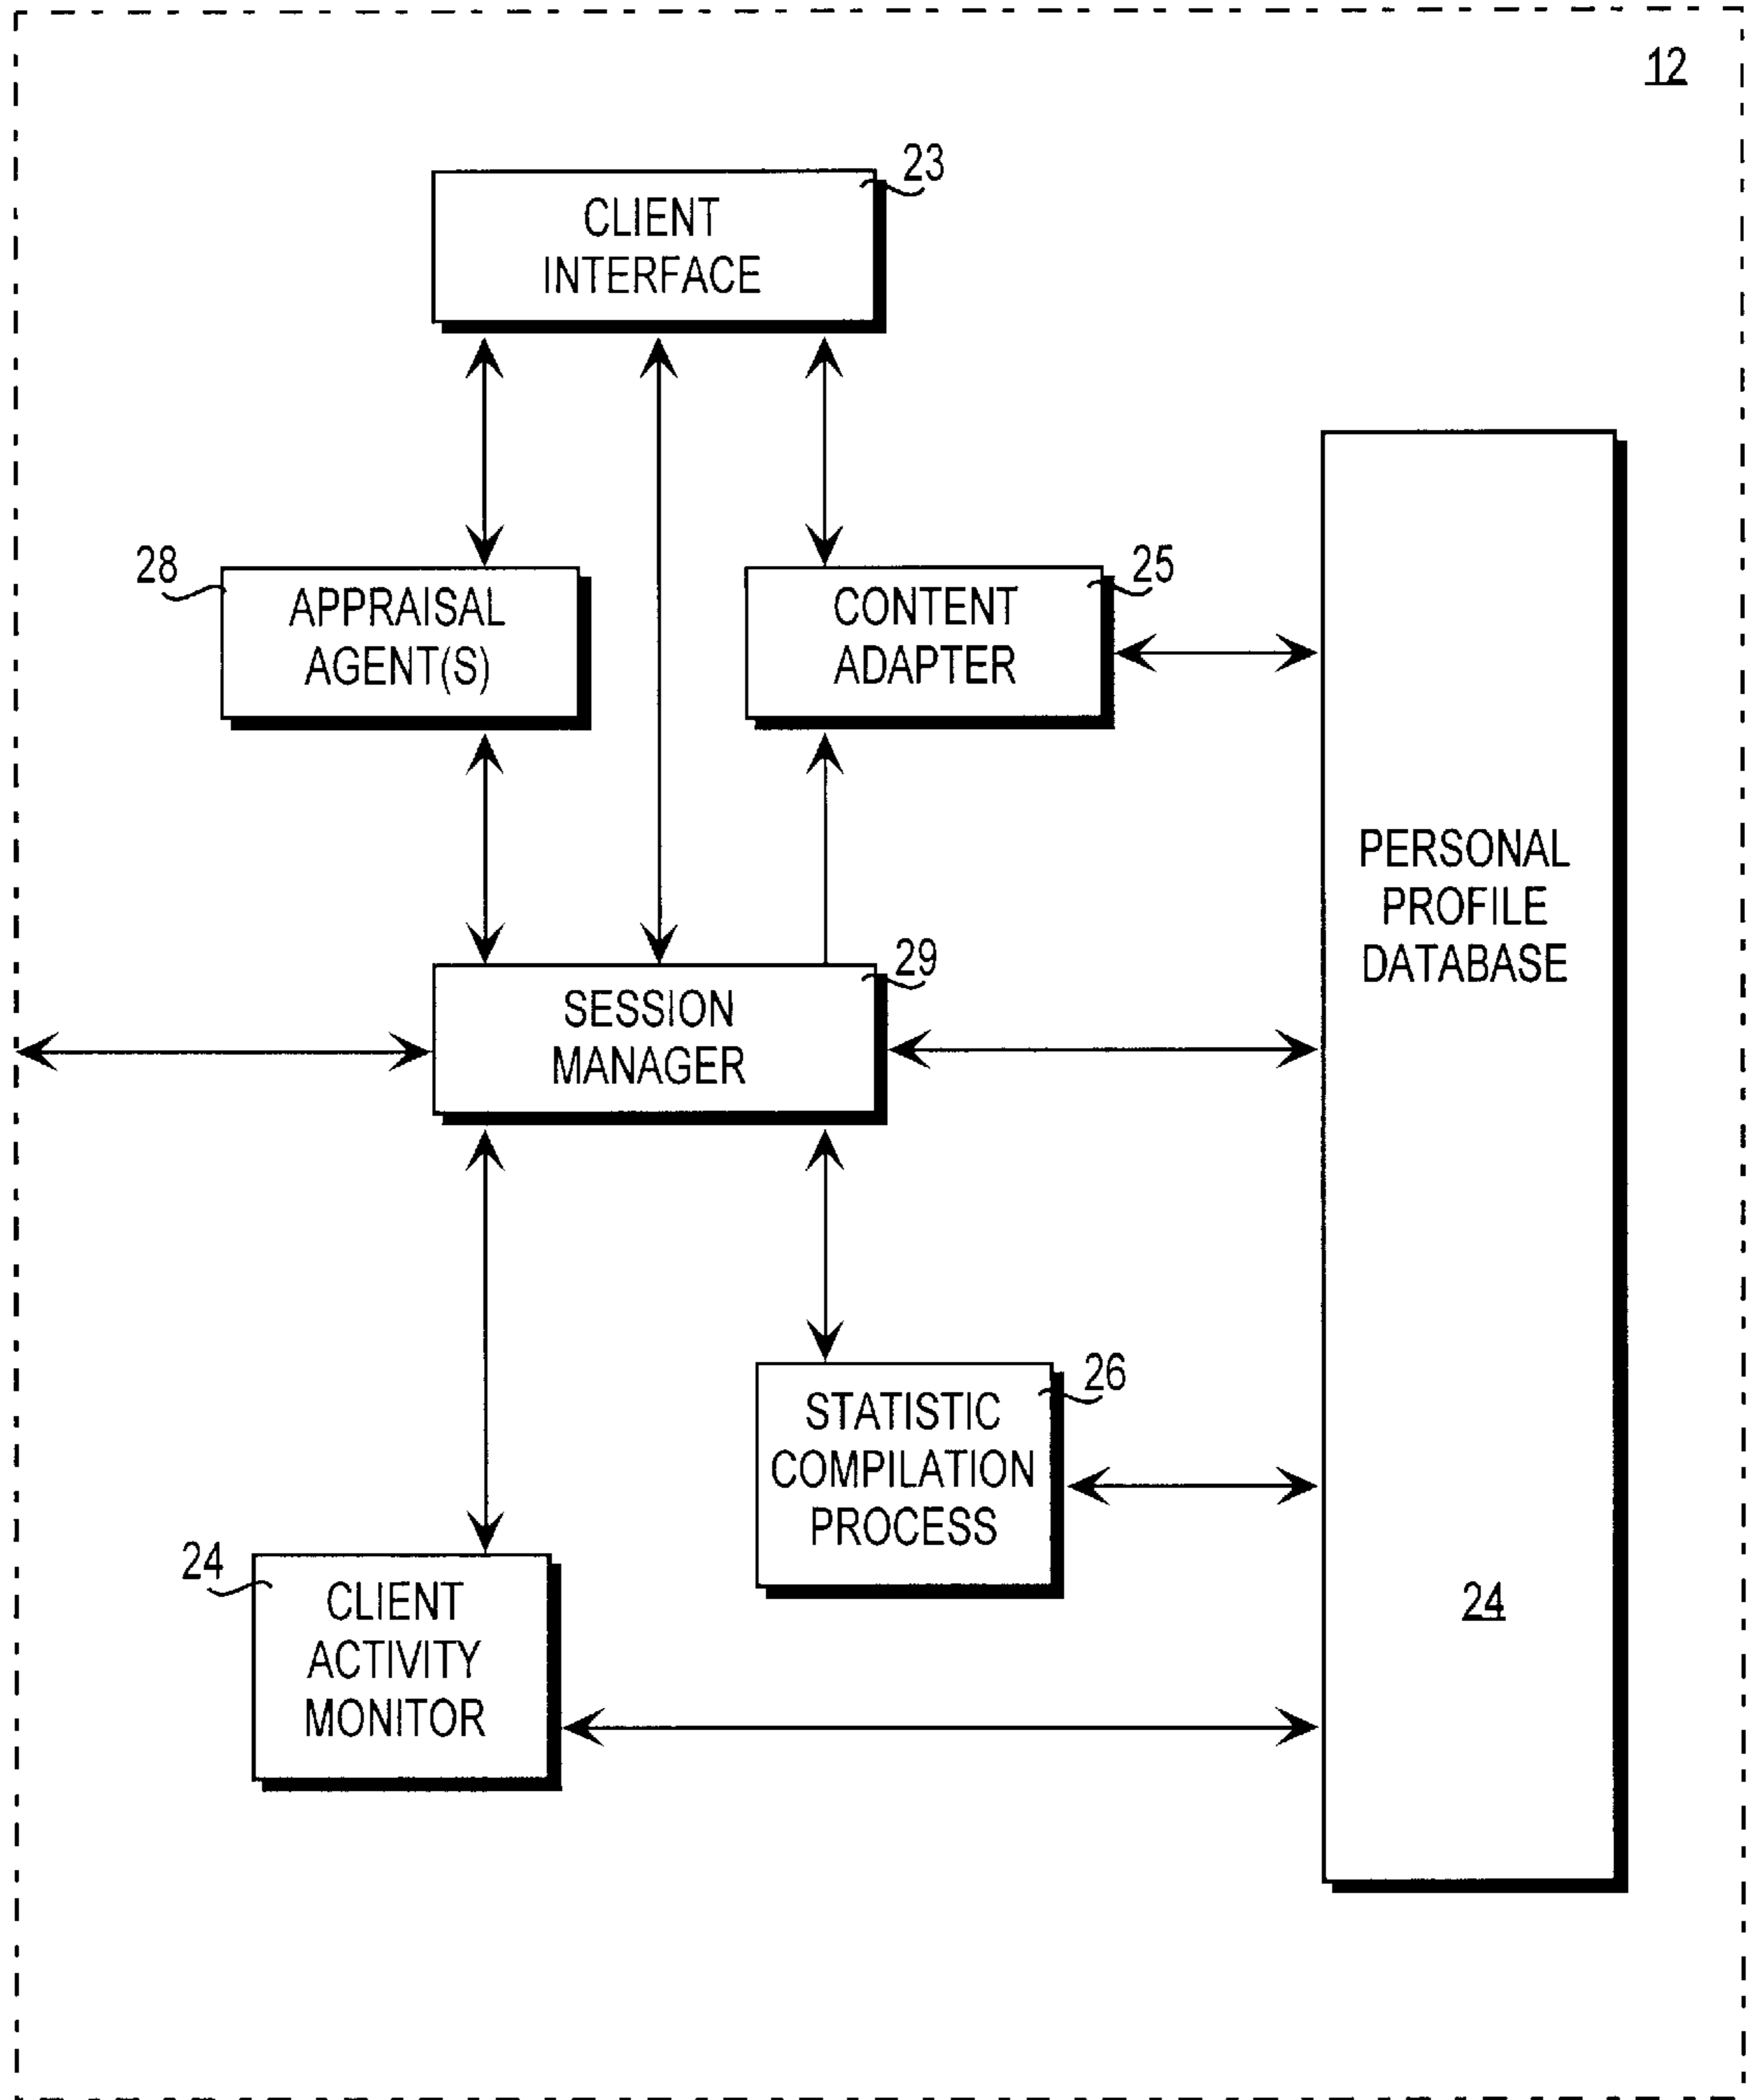 12
23
CLIENT
INTERFACE
28
APPRAISAL
AGENT(S)
25
CONTENT
ADAPTER
PERSONAL
PROFILE
DATABASE
29
SESSION
MANAGER
26
STATISTIC
COMPILATION
PROCESS
24
CLIENT
ACTIVITY
MONITOR
24